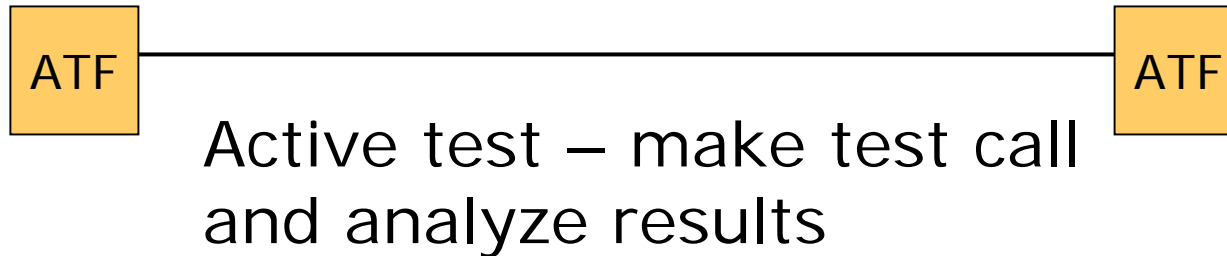 ATF
ATF
Active test – make test call
and analyze results